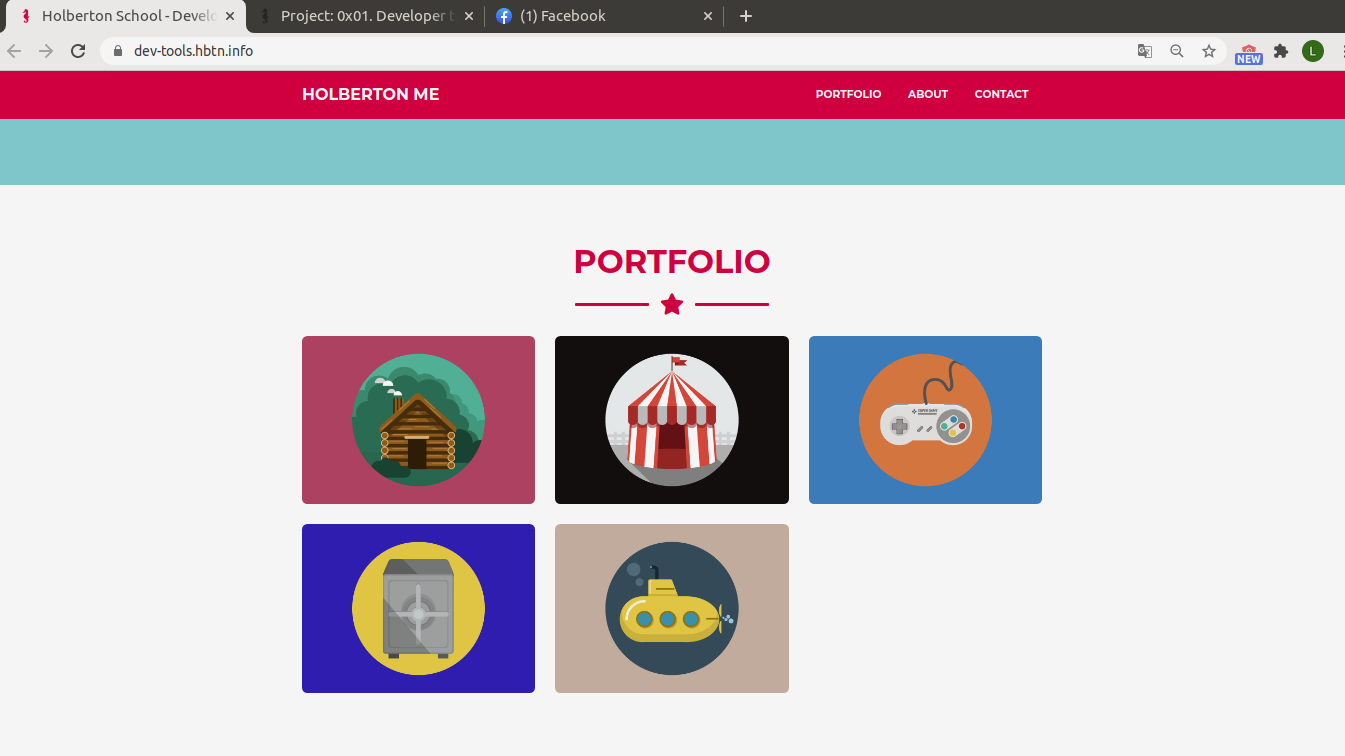 Holberton School - Develo
Project: 0x01. Developer t
(1) Facebook
dev-tools.hbtn.info
NEW
L
HOLBERTON ME
PORTFOLIO
ABOUT
CONTACT
PORTFOLIO